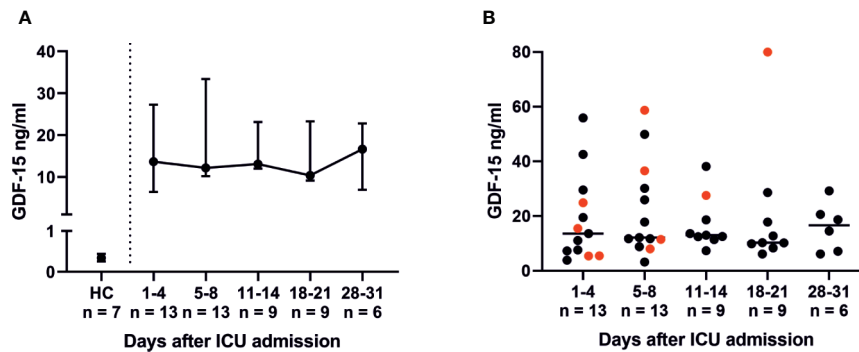 A
GDF-15 ng/ml
40
30
20
10
1
0
HC 1-4 5-8 11-14 18-21 28-31
n = 7 n = 13 n = 13 n = 9 n = 9 n = 6
Days after ICU admission
B
GDF-15 ng/ml
80
60
40
20
0
1-4 5-8 11-14 18-21 28-31
n = 13 n = 13 n = 9 n = 9 n = 6
Days after ICU admission